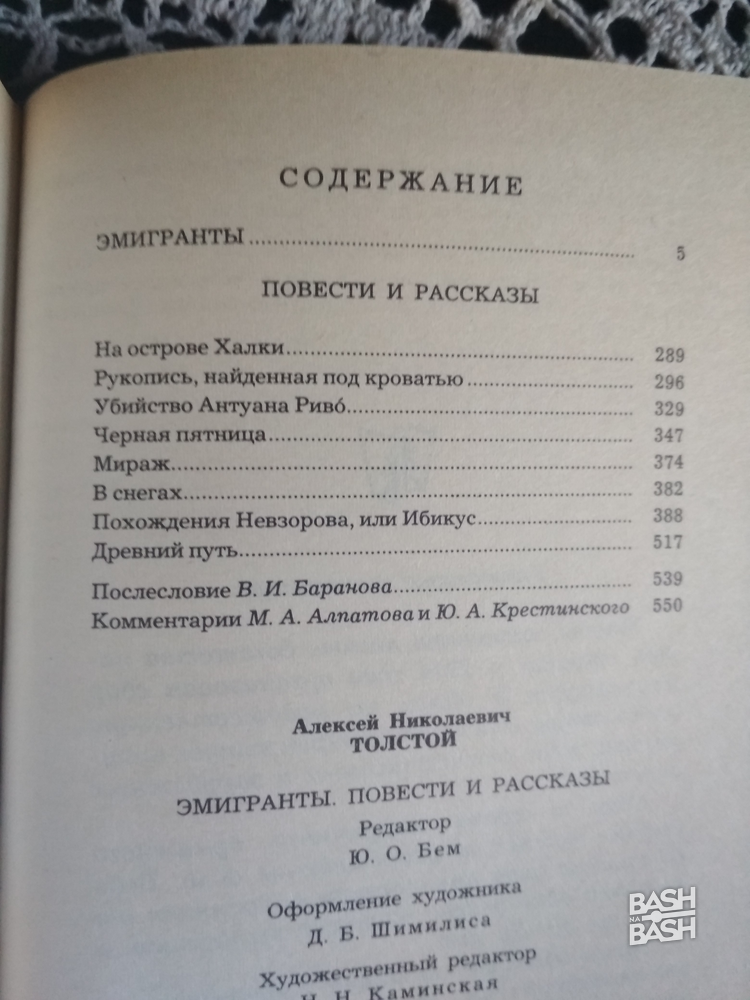 СОДЕРЖАНИЕ
ЭМИГРАНТЫ 5
ПОВЕСТИ И РАССКАЗЫ
На острове Халки 289
Рукопись, найденная под кроватью 296
Убийство Антуана Риво́ 329
Черная пятница 347
Мираж 374
В снегах 382
Похождения Невзорова, или Ибикус 388
Древний путь 517
Послесловие В. И. Баранова 539
Комментарии М. А. Алпатова и Ю. А. Крестинского 550
Алексей Николаевич
ТОЛСТОЙ
ЭМИГРАНТЫ. ПОВЕСТИ И РАССКАЗЫ
Редактор
Ю. О. Бем
Оформление художника
Д. Б. Шимилиса
Художественный редактор
Н. Н. Каминская
BASH
NA
BASH